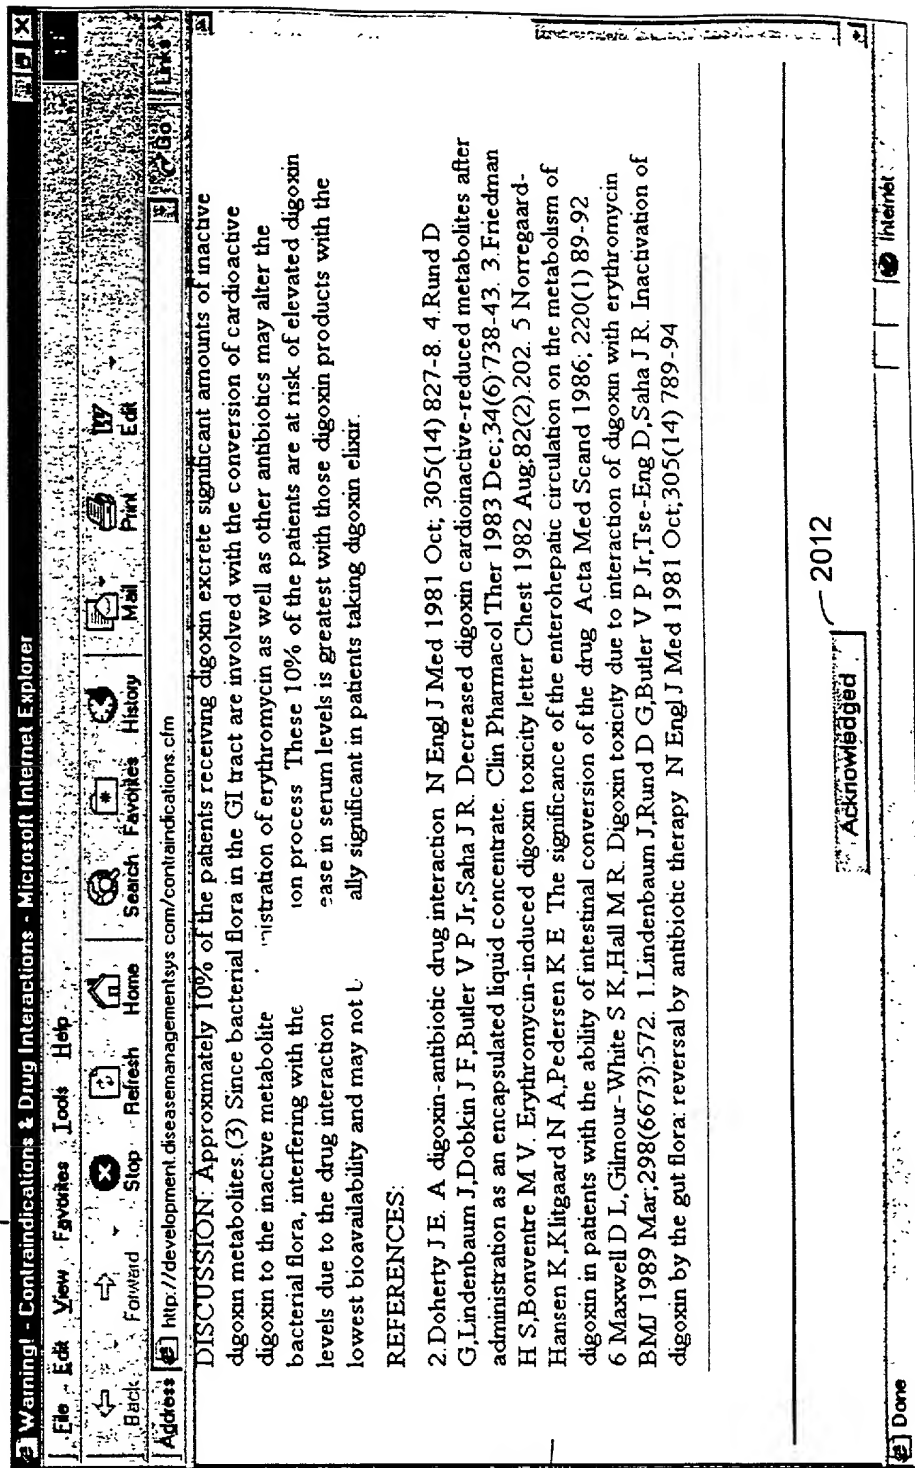 Warning! - Contraindications & Drug Interactions - Microsoft Internet Explorer
File Edit View Favorites Tools Help
Back Forward Stop Refresh Home Search Favorites History Mail Print Edit
Address http://development.diseasemanagementsys.com/contraindications.cfm Go Links
DISCUSSION: Approximately 10% of the patients receiving digoxin excrete significant amounts of inactive
digoxin metabolites.(3) Since bacterial flora in the GI tract are involved with the conversion of cardioactive
digoxin to the inactive metabolite nistration of erythromycin as well as other antibiotics may alter the
bacterial flora, interfering with the ion process These 10% of the patients are at risk of elevated digoxin
levels due to the drug interaction ease in serum levels is greatest with those digoxin products with the
lowest bioavailability and may not ally significant in patients taking digoxin elixir.
REFERENCES:
2.Doherty J E. A digoxin-antibiotic drug interaction N Engl J Med 1981 Oct; 305(14) 827-8. 4.Rund D
G,Lindenbaum J,Dobkin J F,Butler V P Jr,Saha J R. Decreased digoxin cardioinactive-reduced metabolites after
administration as an encapsulated liquid concentrate. Clin Pharmacol Ther 1983 Dec;34(6) 738-43. 3.Friedman
H S,Bonventre M V. Erythromycin-induced digoxin toxicity letter Chest 1982 Aug;82(2).202. 5 Norregaard-
Hansen K,Klitgaard N A,Pedersen K E The significance of the enterohepatic circulation on the metabolism of
digoxin in patients with the ability of intestinal conversion of the drug Acta Med Scand 1986; 220(1) 89-92
6 Maxwell D L,Gilmour-White S K,Hall M R. Digoxin toxicity due to interaction of digoxin with erythromycin
BMJ 1989 Mar;298(6673):572. 1.Lindenbaum J,Rund D G,Butler V P Jr,Tse-Eng D,Saha J R. Inactivation of
digoxin by the gut flora: reversal by antibiotic therapy N Engl J Med 1981 Oct;305(14) 789-94
Acknowledged 2012
Done Internet